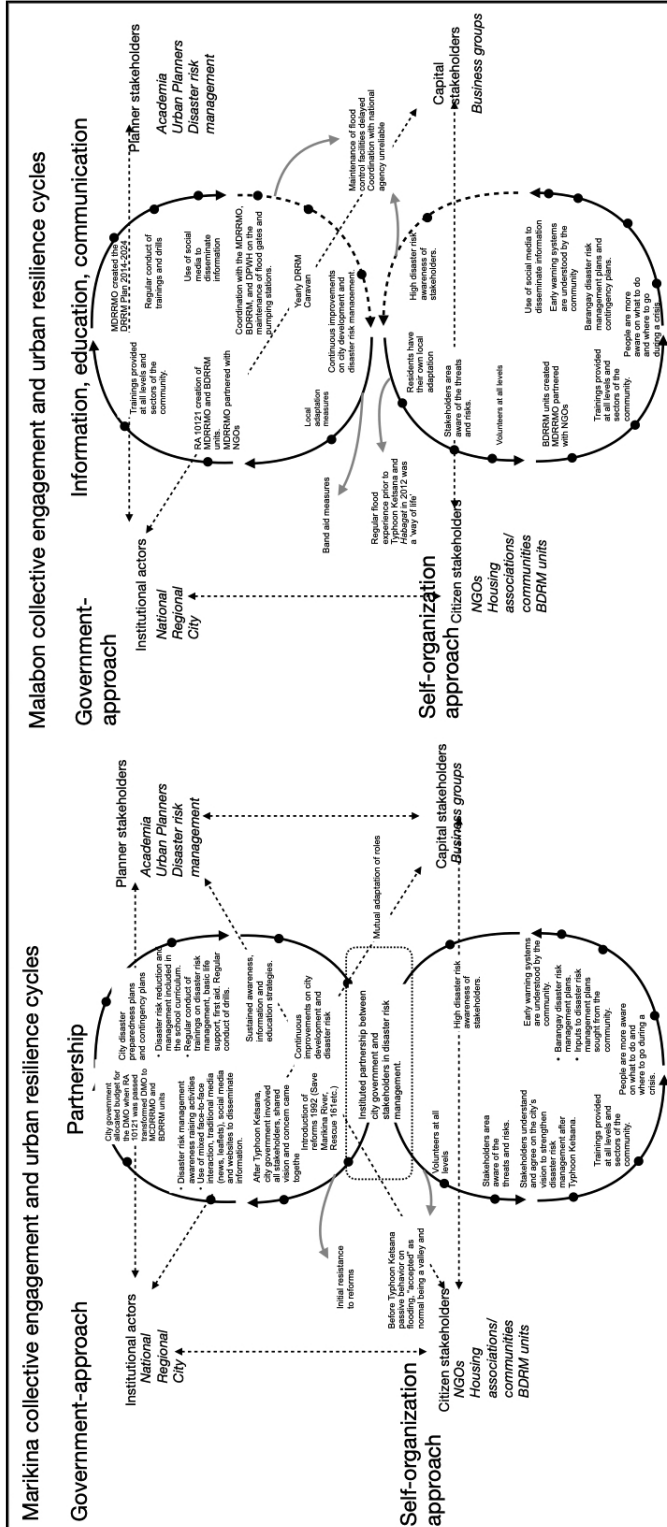 Marikina collective engagement and urban resilience cycles
Government-approach
Partnership
Institutional actors
National
Regional
City
Planner stakeholders
Academia
Urban Planners
Disaster risk
management
City government
allocated budget for
the DMO when RA
10121 was passed
transformed DMO to
MCDRRMO and
BDRRM units
City disaster
preparedness plans
and contingency plans
• Disaster risk management
awareness raising activities
• Use of mixed face-to-face
interaction, traditional media
(news, leaflets), social media
and websites to disseminate
information.
• Disaster risk reduction and
management included in
the school curriculum.
• Regular conduct of
trainings on disaster risk
management, basic life
support, first aid. Regular
conduct of drills.
After Typhoon Ketsana,
city government involved
all stakeholders, shared
vision and concern came
togethe
Sustained awareness,
information and
education strategies.
Introduction of
reforms 1992 (Save
Marikina River,
Rescue 161etc.)
Continuous
improvements on city
development and
disaster risk
Initial resistance
to reforms
Instituted partnership between
city government and
stakeholders in disaster risk
management.
Mutual adaptation of roles
Before Typhoon Ketsana
passive behavior on
flooding, "accepted" as
normal being a valley and
Self-organization
approach
Citizen stakeholders
NGOs
Housing
associations/
communities
BDRM units
Capital stakeholders
Business groups
Volunteers at all
levels
High disaster risk
awareness of
stakeholders.
Stakeholders area
aware of the
threats and risks.
Stakeholders understand
and agree on the city's
vision to strengthen
disaster risk
management after
Typhoon Ketsana.
Early warning systems
are understood by the
community.
• Barangay disaster risk
management plans.
• Inputs to disaster risk
management plans
sought from the
community.
Trainings provided
at all levels and
sectors of the
community.
People are more aware
on what to do and
where to go during a
crisis.
Malabon collective engagement and urban resilience cycles
Government-
approach
Information, education, communication
Institutional actors
National
Regional
City
Planner stakeholders
Academia
Urban Planners
Disaster risk
management
Trainings provided
at all levels and
sectors of the
community.
MDRRMO created the
DRRM Plan 2014-2024
Regular conduct of
trainings and drills
RA 10121 creation of
MDRRMO and BDRRM
units.
MDRRMO partnered with
NGOs
Use of social
media to
disseminate
information
Coordination with the MDRRMO,
BDRRM, and DPWH on the
maintenance of flood gates and
pumping stations.
Local
adaptation
measures
Yearly DRRM
Caravan
Continuous improvements
on city development and
disaster risk management.
Band aid measures
Maintenance of flood
control facilities delayed
Coordination with national
agency unreliable
Regular flood
experience prior to
Typhoon Ketsana and
Habagat in 2012 was
a 'way of life'
Self-organization
approach
Citizen stakeholders
NGOs
Housing
associations/
communities
BDRM units
Capital
stakeholders
Business groups
Residents have
their own local
adaptation
High disaster risk
awareness of
stakeholders.
Stakeholders area
aware of the threats
and risks.
Volunteers at all levels
BDRRM units created
MDRRMO partnered
with NGOs
Trainings provided
at all levels and
sectors of the
community.
Use of social media to
disseminate information
Early warning systems
are understood by the
community
Barangay disaster risk
management plans and
contingency plans.
People are more
aware on what to do
and where to go
during a crisis